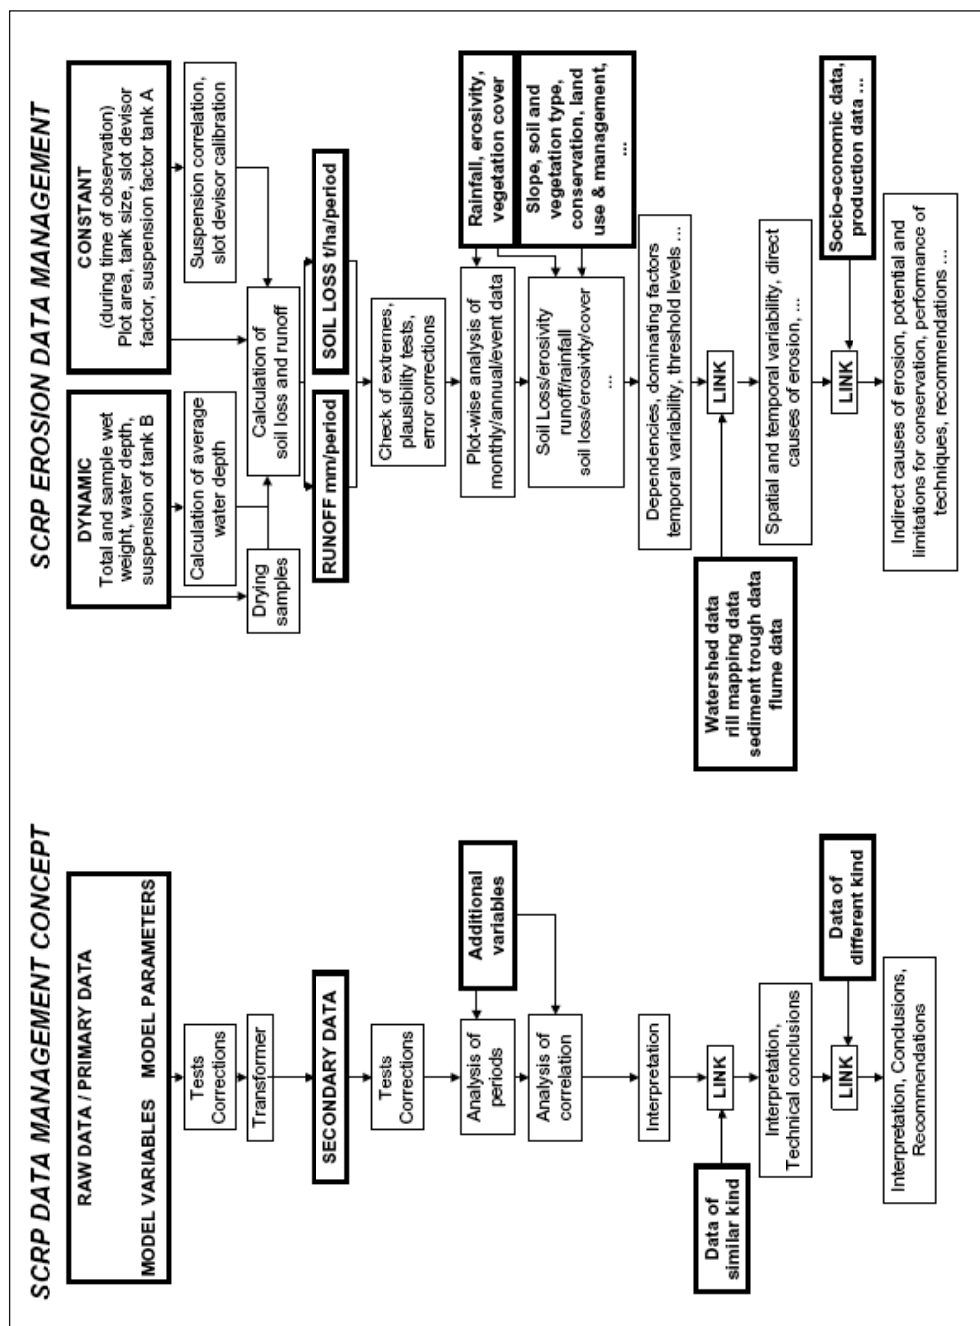 SCRP DATA MANAGEMENT CONCEPT
RAW DATA / PRIMARY DATA
MODEL VARIABLES MODEL PARAMETERS
Tests
Corrections
Transformer
SECONDARY DATA
Tests
Corrections
Additional
variables
Analysis of
periods
Analysis of
correlation
Interpretation
Data of
similar kind
LINK
Interpretation,
Technical conclusions
Data of
different kind
LINK
Interpretation, Conclusions,
Recommendations
SCRP EROSION DATA MANAGEMENT
DYNAMIC
Total and sample wet
weight, water depth,
suspension of tank B
CONSTANT
(during time of observation)
Plot area, tank size, slot devisor
factor, suspension factor tank A
Calculation of average
water depth
Suspension correlation,
slot devisor calibration
Drying
samples
Calculation of
soil loss and runoff
RUNOFF mm/period
SOIL LOSS t/ha/period
Check of extremes,
plausibility tests,
error corrections
Rainfall, erosivity,
vegetation cover
Slope, soil and
vegetation type,
conservation, land
use & management,
...
Plot-wise analysis of
monthly/annual/event data
Soil Loss/erosivity
runoff/rainfall
soil loss/erosivity/cover
...
Dependencies, dominating factors
temporal variability, threshold levels ...
Watershed data
rill mapping data
sediment trough data
flume data
LINK
Spatial and temporal variability, direct
causes of erosion, ...
Socio-economic data,
production data ...
LINK
Indirect causes of erosion, potential and
limitations for conservation, performance of
techniques, recommendations ...